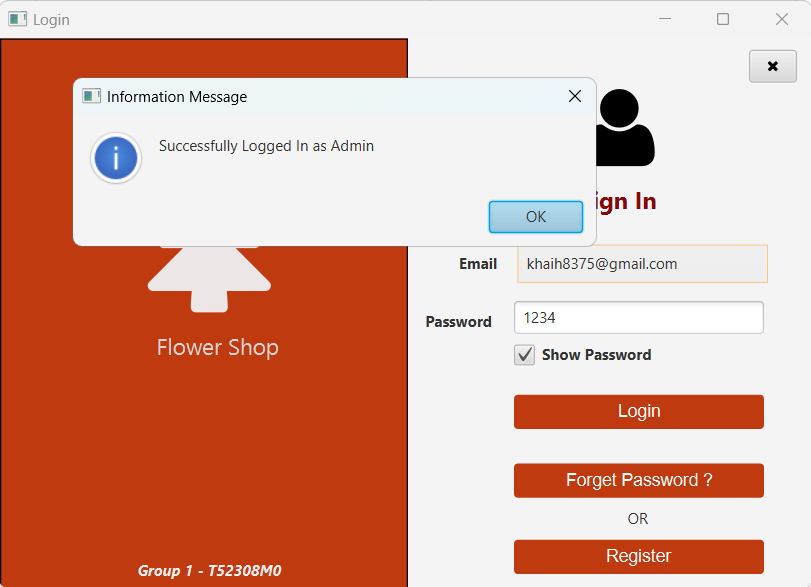 Login
Information Message
Successfully Logged In as Admin
OK
ign In
Email
khaih8375@gmail.com
Password
1234
Show Password
Flower Shop
Login
Forget Password ?
OR
Register
Group 1 - T52308M0